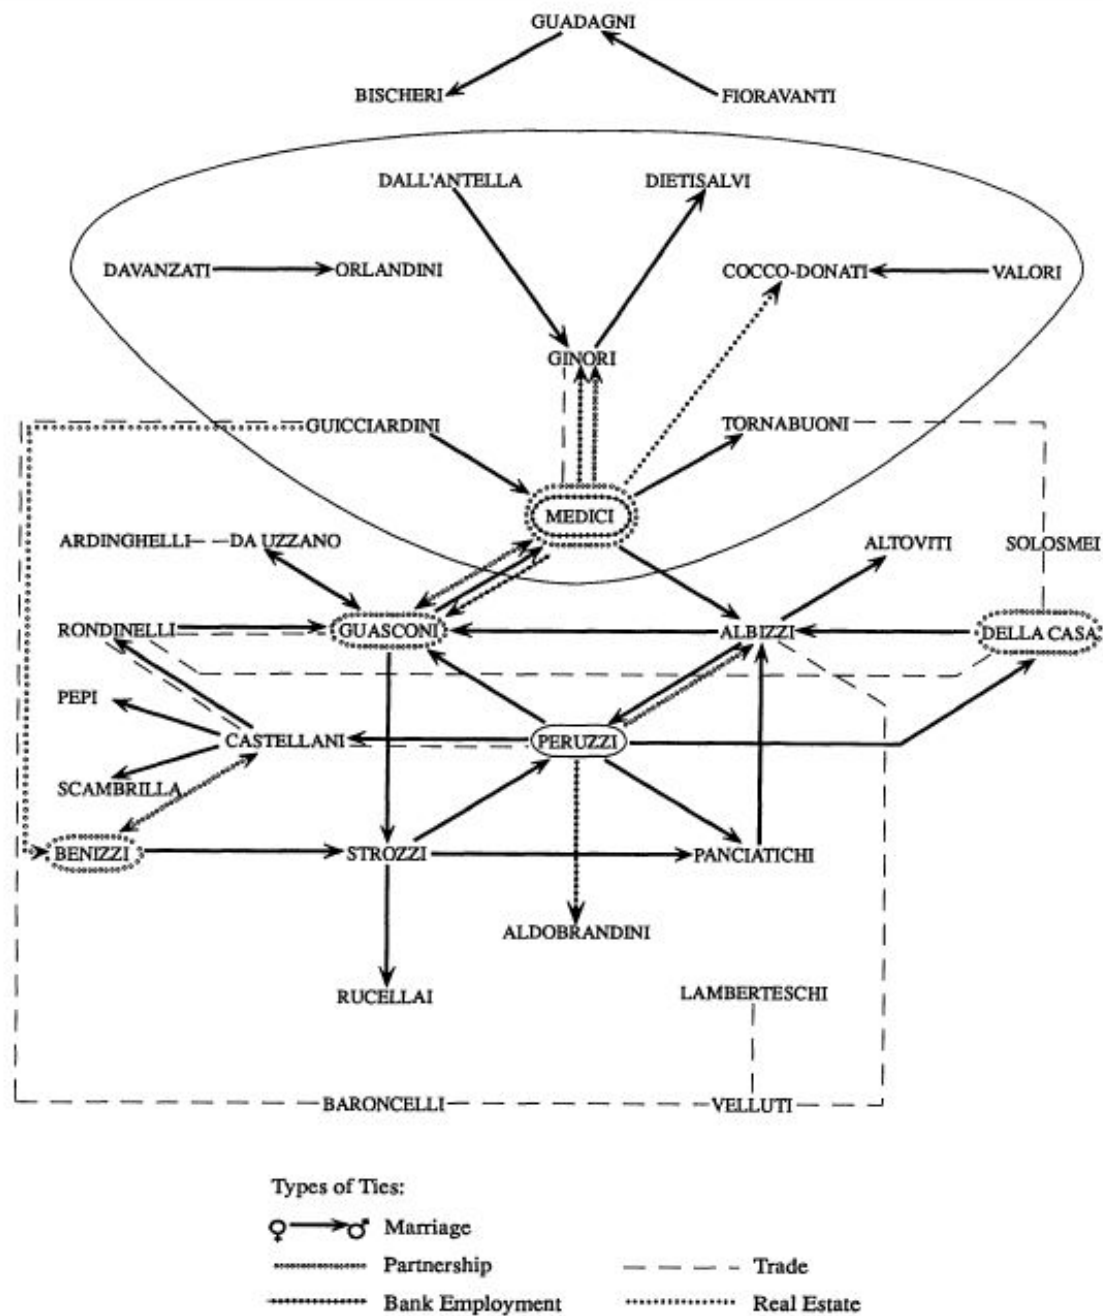 GUADAGNI
BISCHERI FIORAVANTI
DALL'ANTELLA DIETISALVI
DAVANZATI ORLANDINI COCCO-DONATI VALORI
GINORI
GUICCIARDINI TORNABUONI
MEDICI
ARDINGHELLI DA UZZANO ALTOVITI SOLOSMEI
RONDINELLI GUASCONI ALBIZZI DELLA CASA
PEPI
CASTELLANI PERUZZI
SCAMBRILLA
BENIZZI STROZZI PANCIATICHI
ALDOBRANDINI
RUCELLAI LAMBERTESCHI
BARONCELLI VELLUTI
Types of Ties:
♀ ♂ Marriage
Partnership Trade
Bank Employment Real Estate